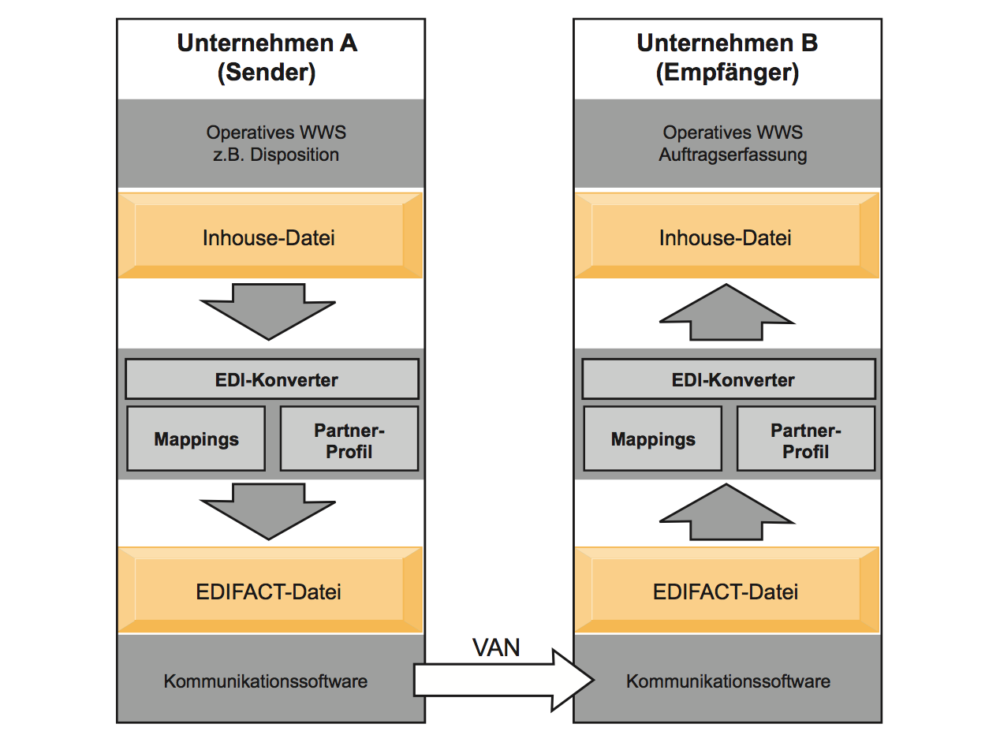 Unternehmen A
(Sender)
Operatives WWS
z.B. Disposition
Inhouse-Datei
EDI-Konverter
Mappings
Partner-
Profil
EDIFACT-Datei
Kommunikationssoftware
VAN
Unternehmen B
(Empfänger)
Operatives WWS
Auftragserfassung
Inhouse-Datei
EDI-Konverter
Mappings
Partner-
Profil
EDIFACT-Datei
Kommunikationssoftware